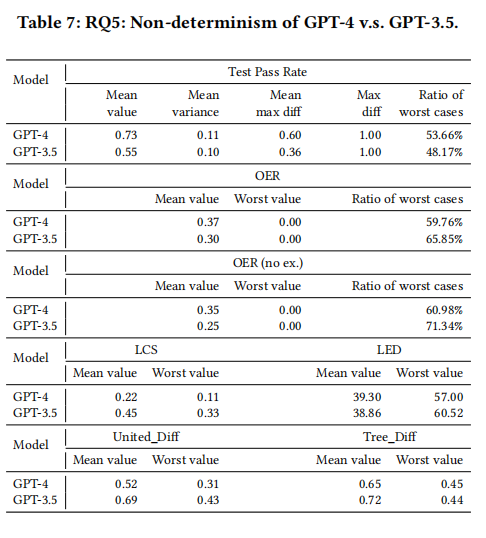 Table 7: RQ5: Non-determinism of GPT-4 v.s. GPT-3.5.
Model Test Pass Rate
Mean value Mean variance Mean max diff Max diff Ratio of worst cases
GPT-4 0.73 0.11 0.60 1.00 53.66%
GPT-3.5 0.55 0.10 0.36 1.00 48.17%
Model OER
Mean value Worst value Ratio of worst cases
GPT-4 0.37 0.00 59.76%
GPT-3.5 0.30 0.00 65.85%
Model OER (no ex.)
Mean value Worst value Ratio of worst cases
GPT-4 0.35 0.00 60.98%
GPT-3.5 0.25 0.00 71.34%
Model LCS LED
Mean value Worst value Mean value Worst value
GPT-4 0.22 0.11 39.30 57.00
GPT-3.5 0.45 0.33 38.86 60.52
Model United_Diff Tree_Diff
Mean value Worst value Mean value Worst value
GPT-4 0.52 0.31 0.65 0.45
GPT-3.5 0.69 0.43 0.72 0.44